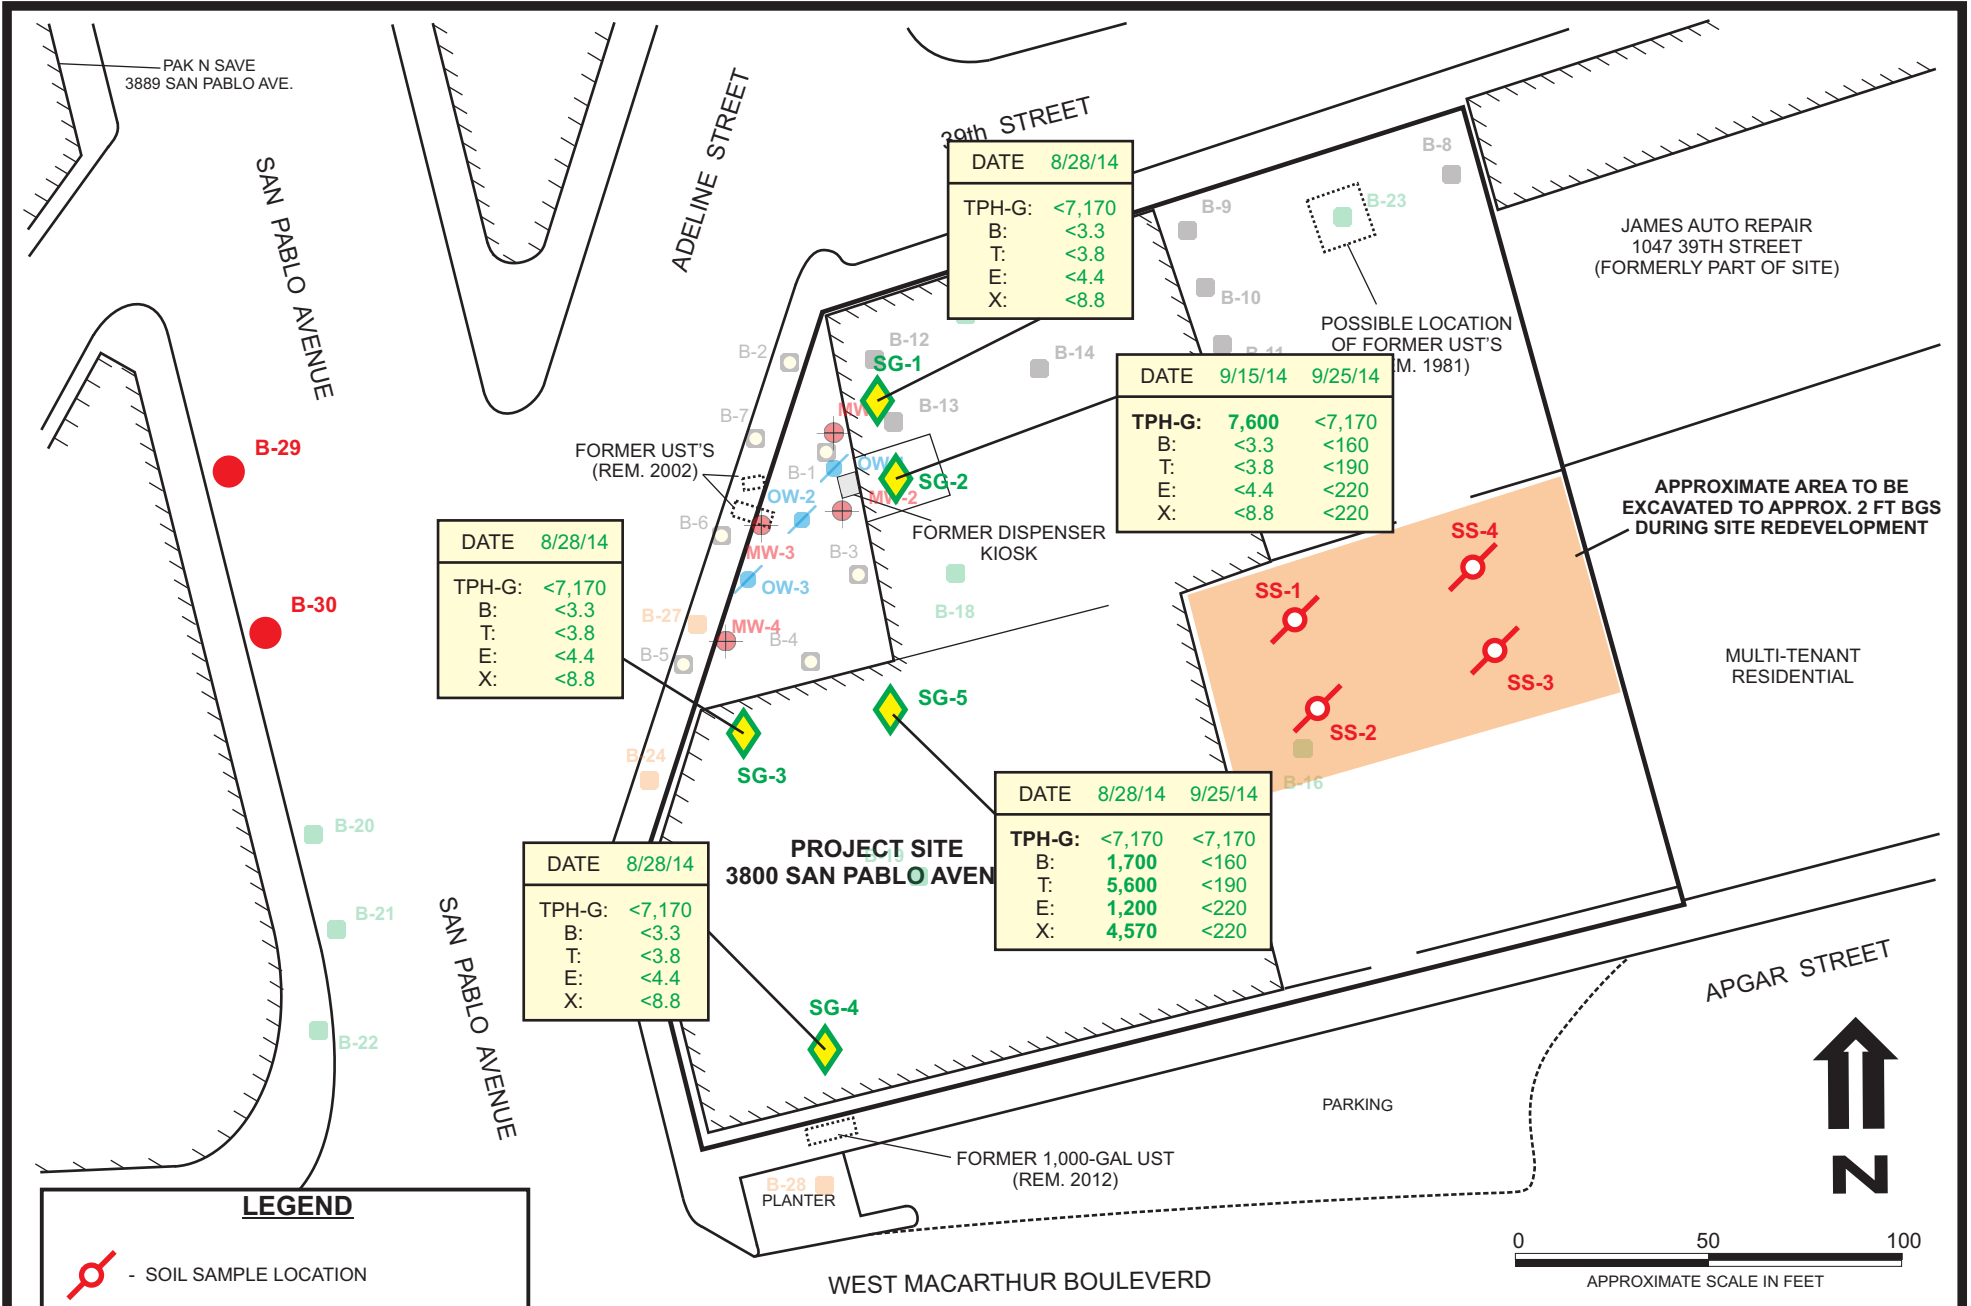 PAK N SAVE
3889 SAN PABLO AVE.
SAN PABLO AVENUE
ADELINE STREET
39th STREET
DATE 8/28/14
TPH-G: <7,170
B: <3.3
T: <3.8
E: <4.4
X: <8.8
B-8
B-23
B-9
B-10
JAMES AUTO REPAIR
1047 39TH STREET
(FORMERLY PART OF SITE)
POSSIBLE LOCATION
OF FORMER UST'S
M. 1981)
B-11
B-2
B-12
SG-1
B-14
B-7
MW
B-13
DATE 9/15/14 9/25/14
TPH-G: 7,600 <7,170
B: <3.3 <160
T: <3.8 <190
E: <4.4 <220
X: <8.8 <220
B-29
FORMER UST'S
(REM. 2002)
B-1
OW
SG-2
OW-2
MW-2
B-6
FORMER DISPENSER
KIOSK
MW-3
B-3
OW-3
B-18
APPROXIMATE AREA TO BE
EXCAVATED TO APPROX. 2 FT BGS
DURING SITE REDEVELOPMENT
SS-4
SS-1
SS-3
SS-2
B-16
MULTI-TENANT
RESIDENTIAL
B-30
DATE 8/28/14
TPH-G: <7,170
B: <3.3
T: <3.8
E: <4.4
X: <8.8
B-27
MW-4
B-4
B-5
SG-5
SG-3
B-24
B-20
PROJECT SITE
B-19
3800 SAN PABLO AVEN
DATE 8/28/14 9/25/14
TPH-G: <7,170 <7,170
B: 1,700 <160
T: 5,600 <190
E: 1,200 <220
X: 4,570 <220
DATE 8/28/14
TPH-G: <7,170
B: <3.3
T: <3.8
E: <4.4
X: <8.8
B-21
B-22
SAN PABLO AVENUE
SG-4
APGAR STREET
PARKING
FORMER 1,000-GAL UST
(REM. 2012)
B-28
PLANTER
N
LEGEND
- SOIL SAMPLE LOCATION
WEST MACARTHUR BOULEVERD
0 50 100
APPROXIMATE SCALE IN FEET